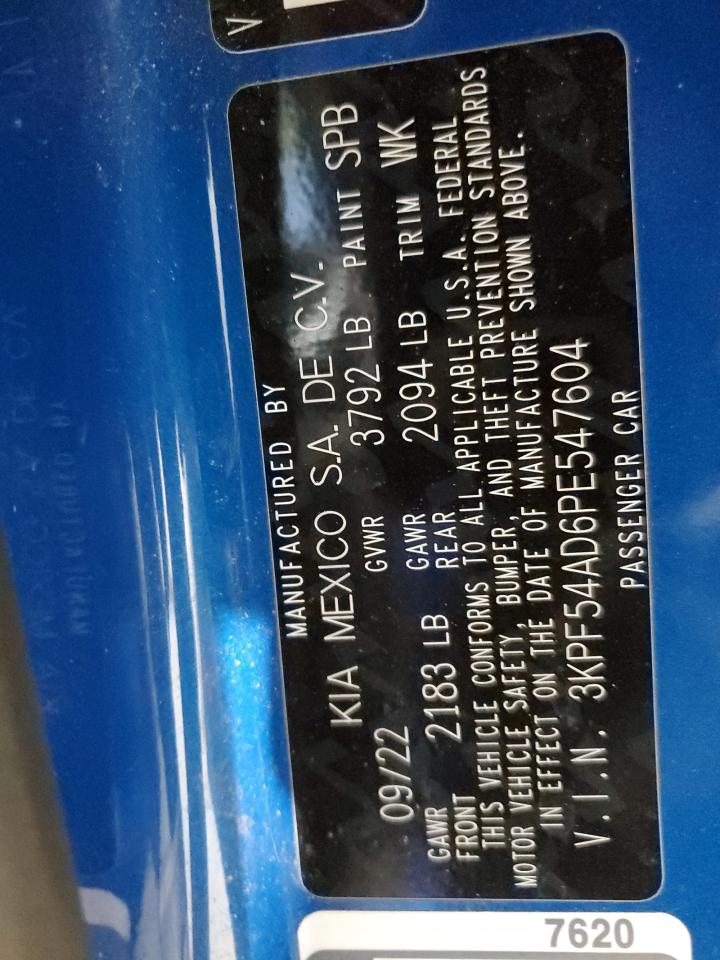 V
MANUFACTURED BY
KIA MEXICO S.A. DE C.V.
09/22 GVWR 3792 LB PAINT SPB
GAWR FRONT 2183 LB GAWR REAR 2094 LB TRIM WK
THIS VEHICLE CONFORMS TO ALL APPLICABLE U.S.A. FEDERAL
MOTOR VEHICLE SAFETY, BUMPER, AND THEFT PREVENTION STANDARDS
IN EFFECT ON THE DATE OF MANUFACTURE SHOWN ABOVE.
V.I.N. 3KPF54AD6PE547604
PASSENGER CAR
7620